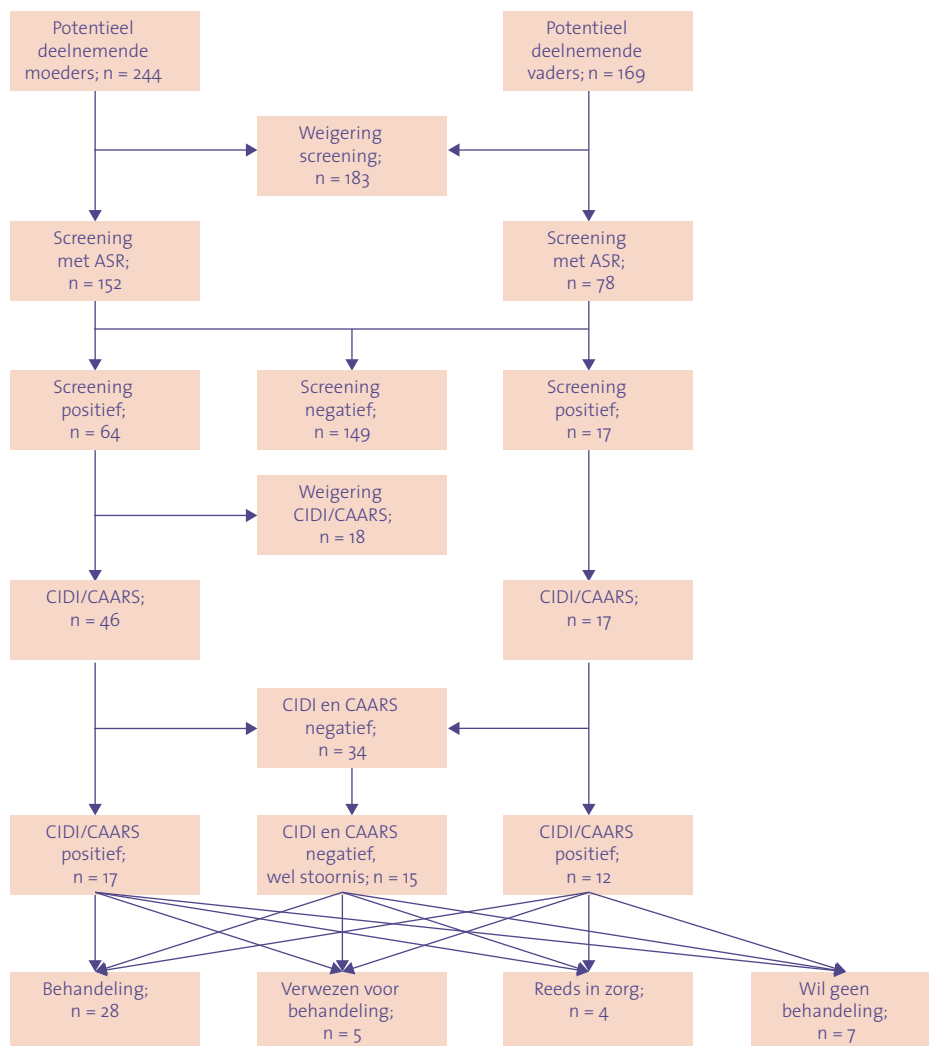 Potentieel
deelnemende
moeders; n = 244
Potentieel
deelnemende
vaders; n = 169
Weigering
screening;
n = 183
Screening
met ASR;
n = 152
Screening
met ASR;
n = 78
Screening
positief;
n = 64
Screening
negatief;
n = 149
Screening
positief;
n = 17
Weigering
CIDI/CAARS;
n = 18
CIDI/CAARS;
n = 46
CIDI/CAARS;
n = 17
CIDI en CAARS
negatief;
n = 34
CIDI/CAARS
positief;
n = 17
CIDI en CAARS
negatief,
wel stoornis; n = 15
CIDI/CAARS
positief;
n = 12
Behandeling;
n = 28
Verwezen voor
behandeling;
n = 5
Reeds in zorg;
n = 4
Wil geen
behandeling;
n = 7